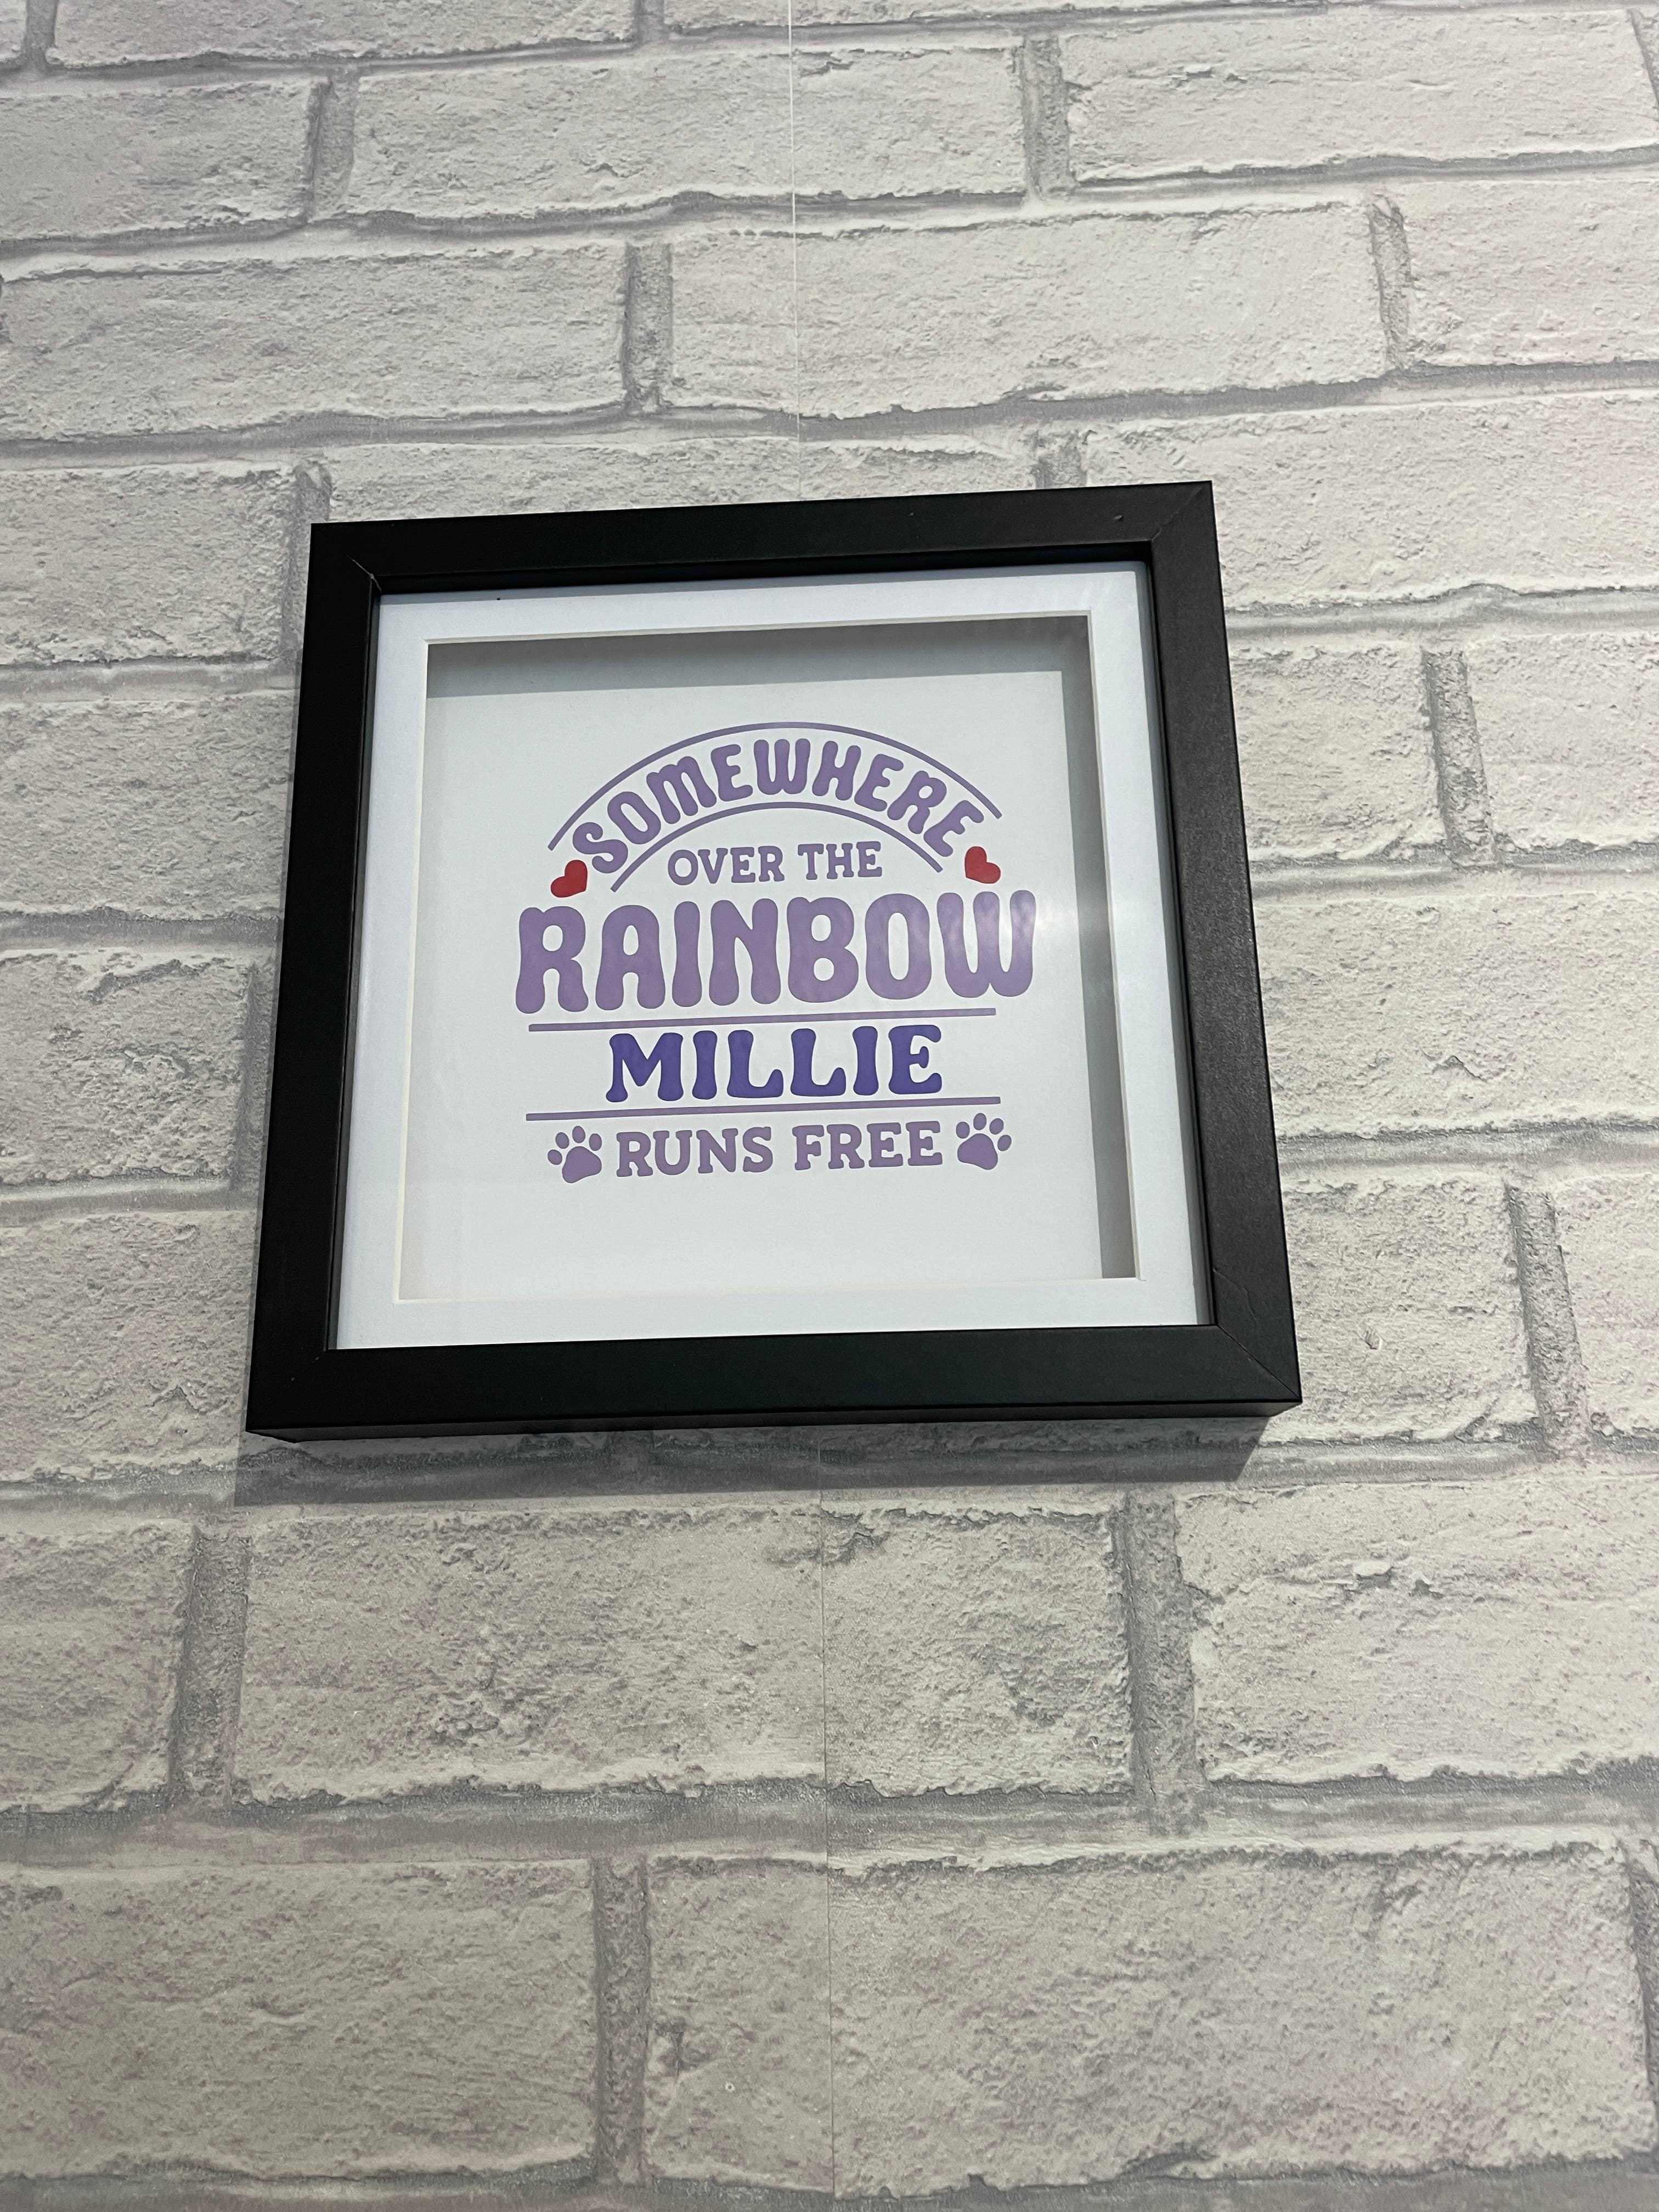 SOMEWHERE
OVER THE
RAINBOW
MILLIE
RUNS FREE